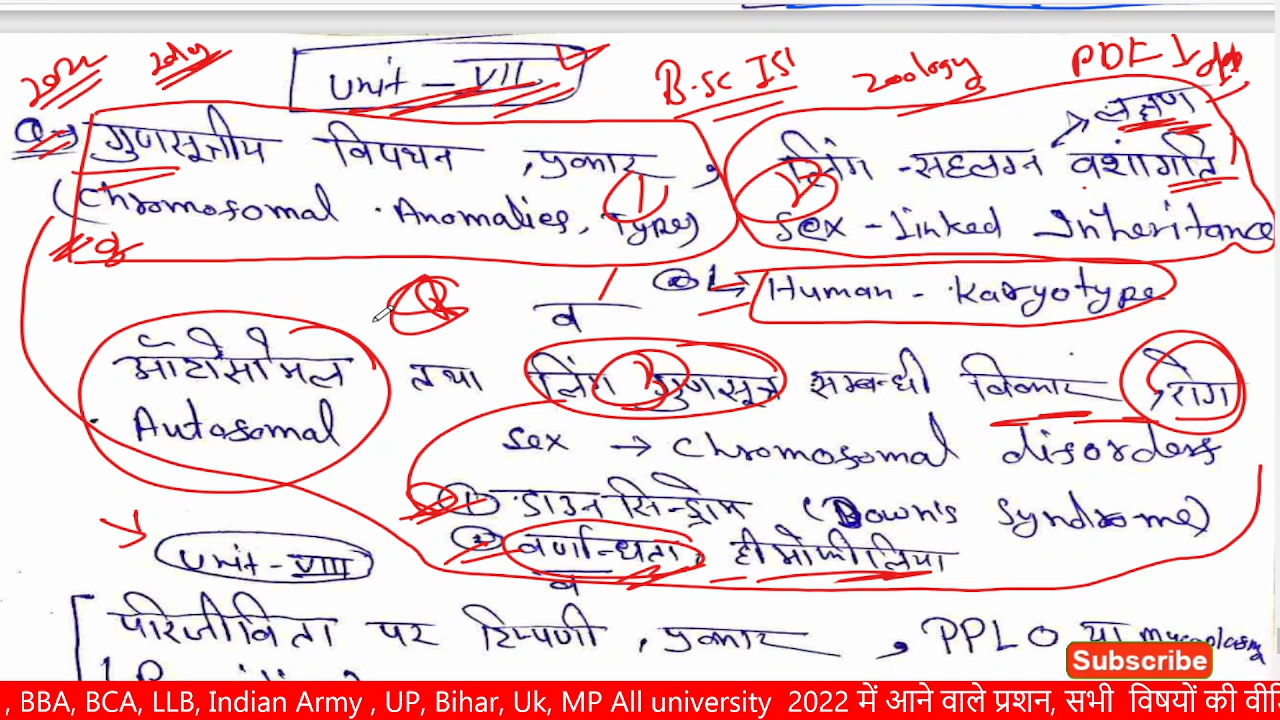 2022 2019 Unit - VII B.sc Ist Zoology PDF
Q→ गुणसूत्रीय विपथन , प्रकार , लिंग - सहलग्न वंशागति → लक्षण
(Chromosomal Anomalies, Types) Sex - linked Inheritance
व Human - Karyotype
ऑटोसोमल तथा लिंग गुणसूत्र सम्बन्धी विकार , रोग
Autosomal Sex → Chromosomal disorders
① डाउन सिन्ड्रोम (Down's Syndrome)
Unit - VIII ② वर्णान्धता, हीमोफीलिया
व
परजीविता पर टिप्पणी , प्रकार , PPLO या mycoplasma
Subscribe
, BBA, BCA, LLB, Indian Army , UP, Bihar, Uk, MP All university 2022 में आने वाले प्रशन, सभी विषयों की